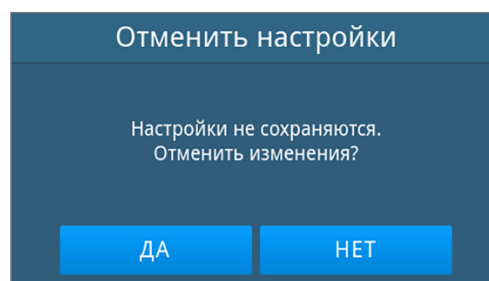 Отменить настройки
Настройки не сохраняются.
Отменить изменения?
ДА НЕТ